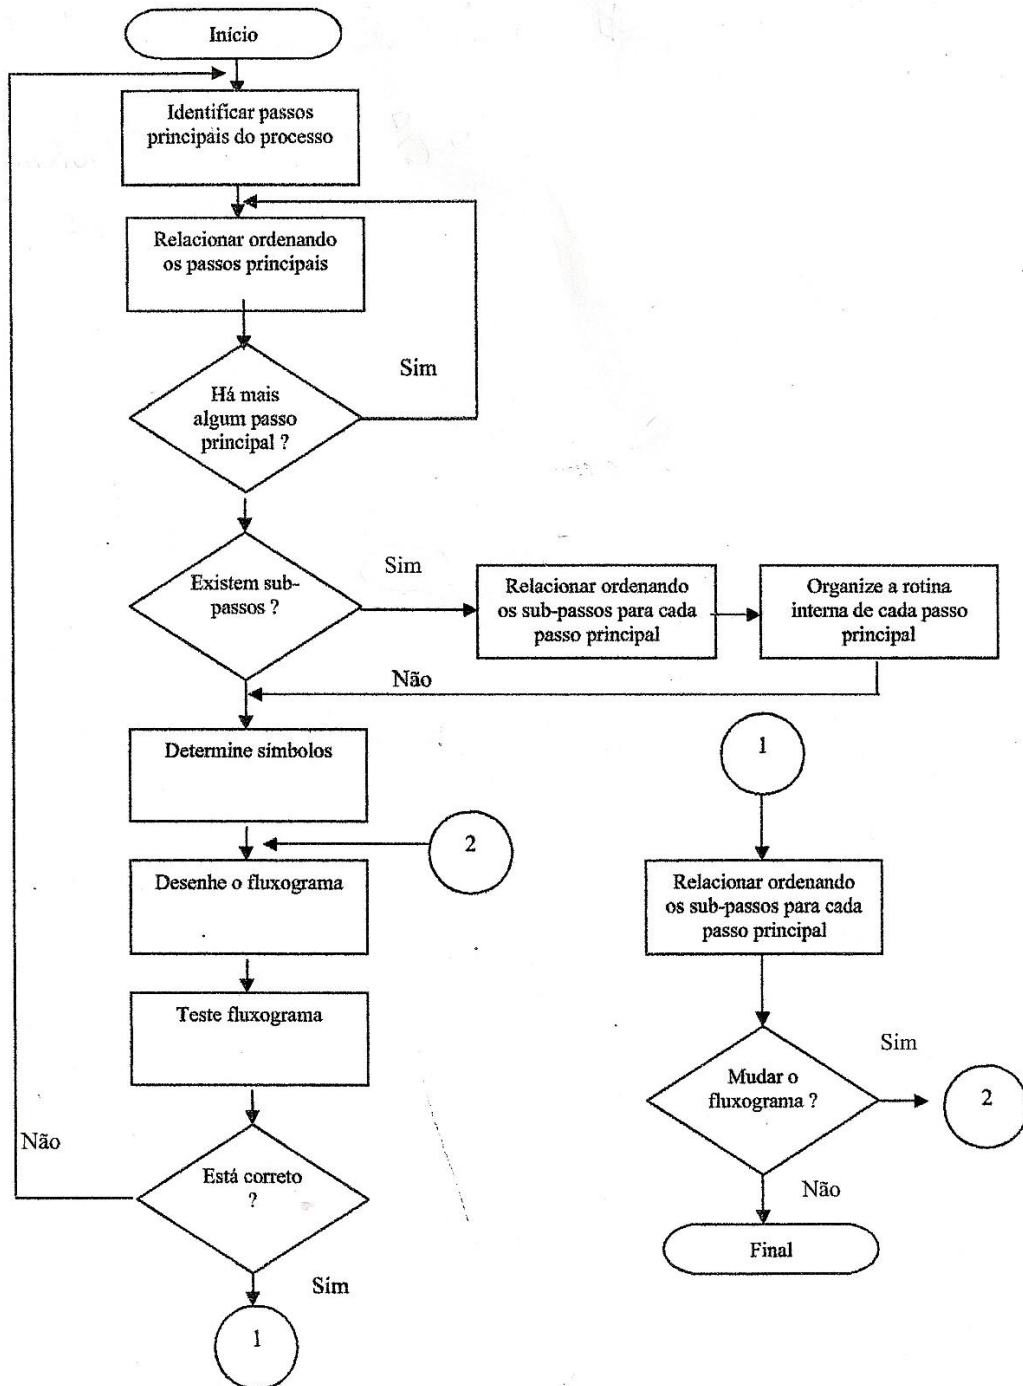 Início
Identificar passos
principais do processo
Relacionar ordenando
os passos principais
Sim
Há mais
algum passo
principal ?
Existem sub-
passos ?
Sim
Relacionar ordenando
os sub-passos para cada
passo principal
Organize a rotina
interna de cada passo
principal
Não
Determine símbolos
1
2
Desenhe o fluxograma
Relacionar ordenando
os sub-passos para cada
passo principal
Teste fluxograma
Mudar o
fluxograma ?
Sim
2
Não
Está correto
?
Não
Final
Sim
1